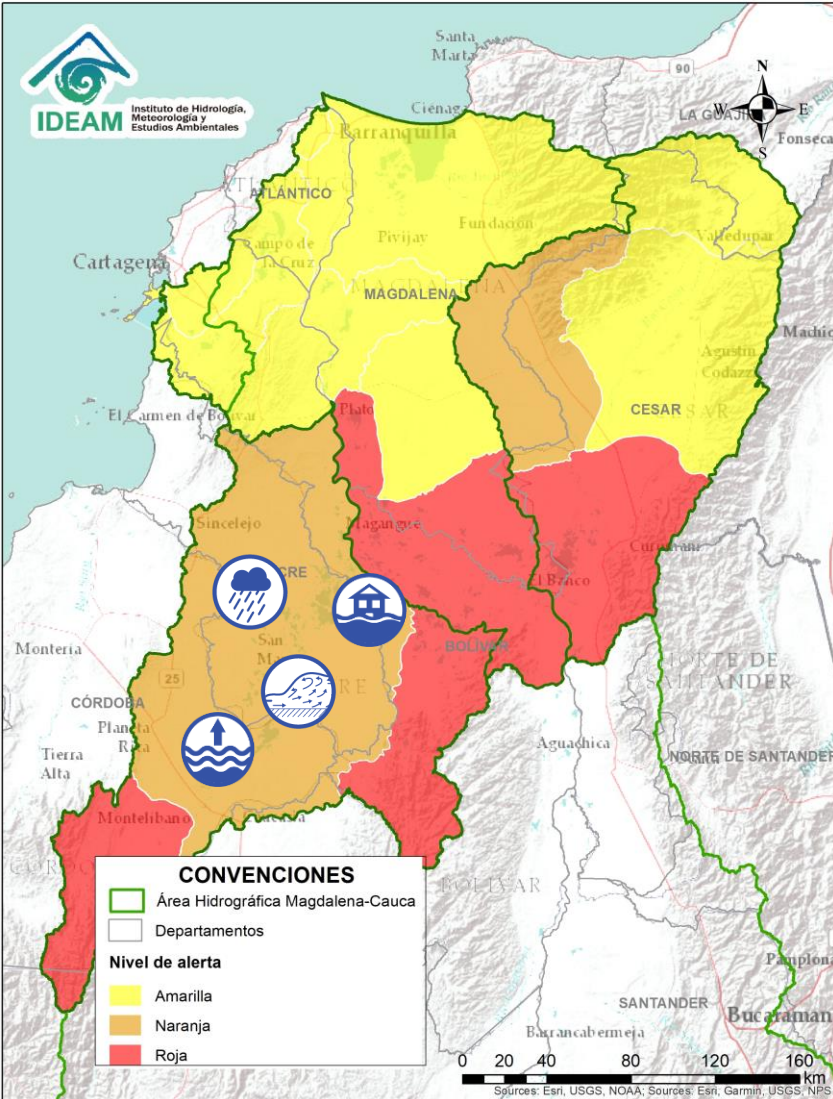 IDEAM
Instituto de Hidrología,
Meteorología y
Estudios Ambientales
Santa
Marta
90
N
W
E
S
LA GUAJIR
Fonseca
Ciénaga
Barranquilla
ATLÁNTICO
Campo de
la Cruz
Pivijay
Fundación
Valledupar
Cartagena
MAGDALENA
Agustín
Codazzi
CESAR
El Carmen de Bolívar
Plato
Sincelejo
Magangué
El Banco
CRE
San
BOLÍVAR
Montería
25
CÓRDOBA
Planeta
Rica
Tierra
Alta
NORTE DE
SANTANDER
Aguachica
NORTE DE SANTANDER
Montelíbano
BOLÍVAR
CONVENCIONES
Área Hidrográfica Magdalena-Cauca
Departamentos
Nivel de alerta
Amarilla
Naranja
Roja
Pamplona
SANTANDER
Bucaraman
Barrancabermeja
0 20 40 80 120 160
km
Sources: Esri, USGS, NOAA; Sources: Esri, Garmin, USGS, NPS